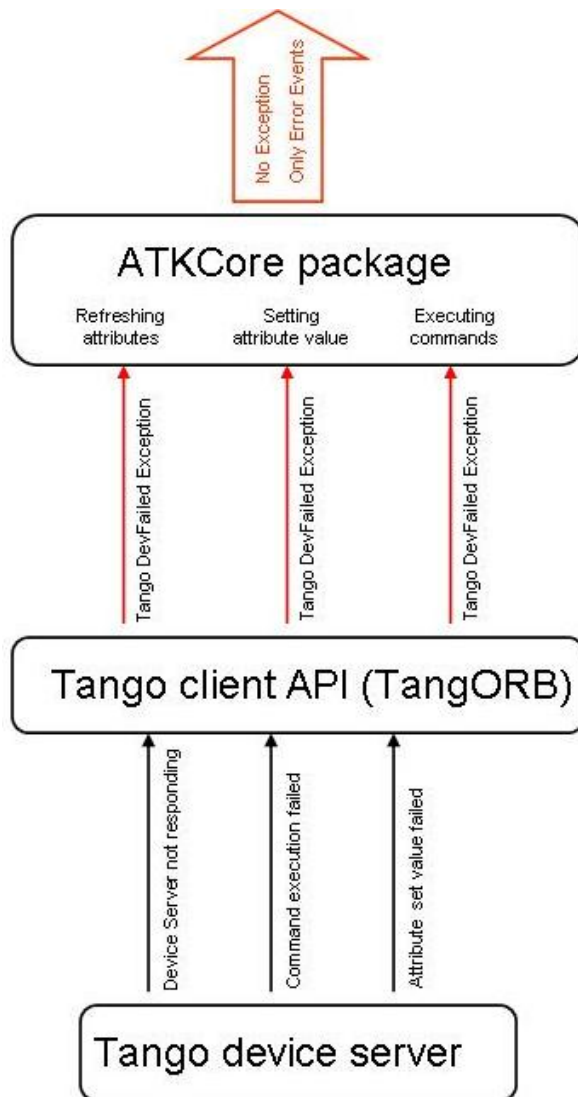 No Exception
Only Error Events
ATKCore package
Refreshing
attributes
Setting
attribute value
Executing
commands
Tango DevFailed Exception
Tango DevFailed Exception
Tango DevFailed Exception
Tango client API (TangORB)
Device Server not responding
Command execution failed
Attribute set value failed
Tango device server